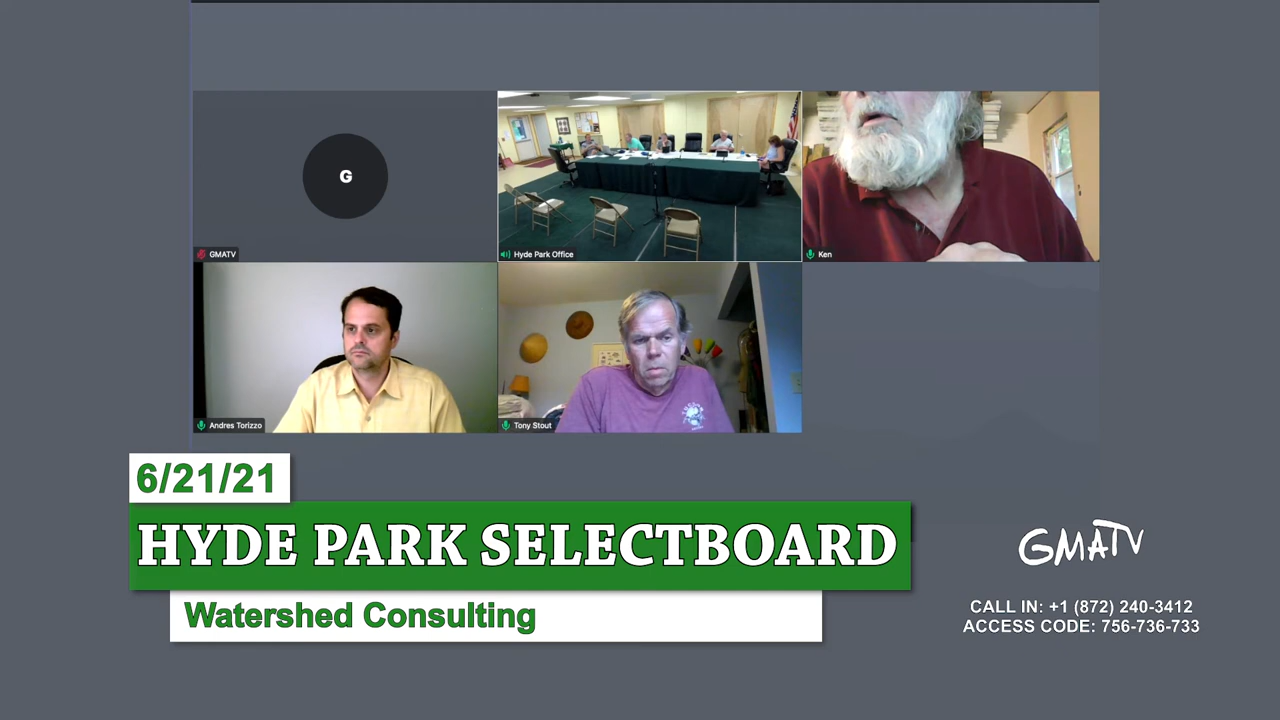 G
GMATV
Hyde Park Office
Ken
Andres Torizzo
Tony Stout
6/21/21
HYDE PARK SELECTBOARD
Watershed Consulting
GMATV
CALL IN: +1 (872) 240-3412
ACCESS CODE: 756-736-733